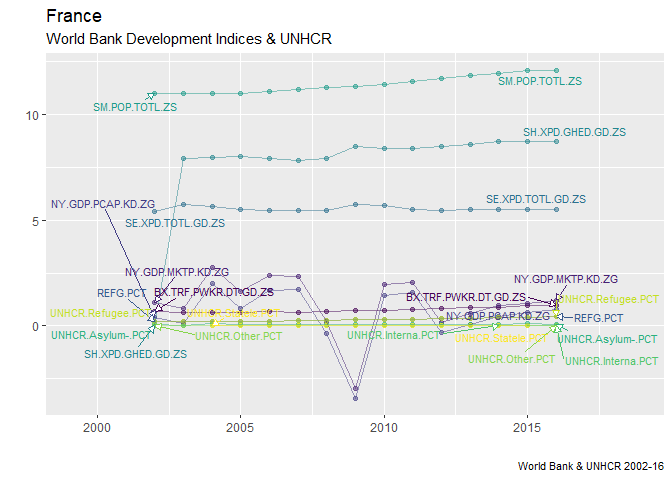 France
World Bank Development Indices & UNHCR
10
5
0
SM.POP.TOTL.ZS
SM.POP.TOTL.ZS
SH.XPD.GHED.GD.ZS
NY.GDP.PCAP.KD.ZG
SE.XPD.TOTL.GD.ZS
SE.XPD.TOTL.GD.ZS
NY.GDP.MKTP.KD.ZG
NY.GDP.MKTP.KD.ZG
REFG.PCT
BX.TRF.PWKR.DT.GD.ZS
BX.TRF.PWKR.DT.GD.ZS
UNHCR.Refugee.PCT
UNHCR.Refugee.PCT
NY.GDP.PCAP.KD.ZG
REFG.PCT
UNHCR.Asylum-.PCT
UNHCR.Other.PCT
UNHCR.Interna.PCT
UNHCR.Statele.PCT
UNHCR.Asylum-.PCT
SH.XPD.GHED.GD.ZS
UNHCR.Other.PCT
UNHCR.Interna.PCT
2000
2005
2010
2015
World Bank & UNHCR 2002-16